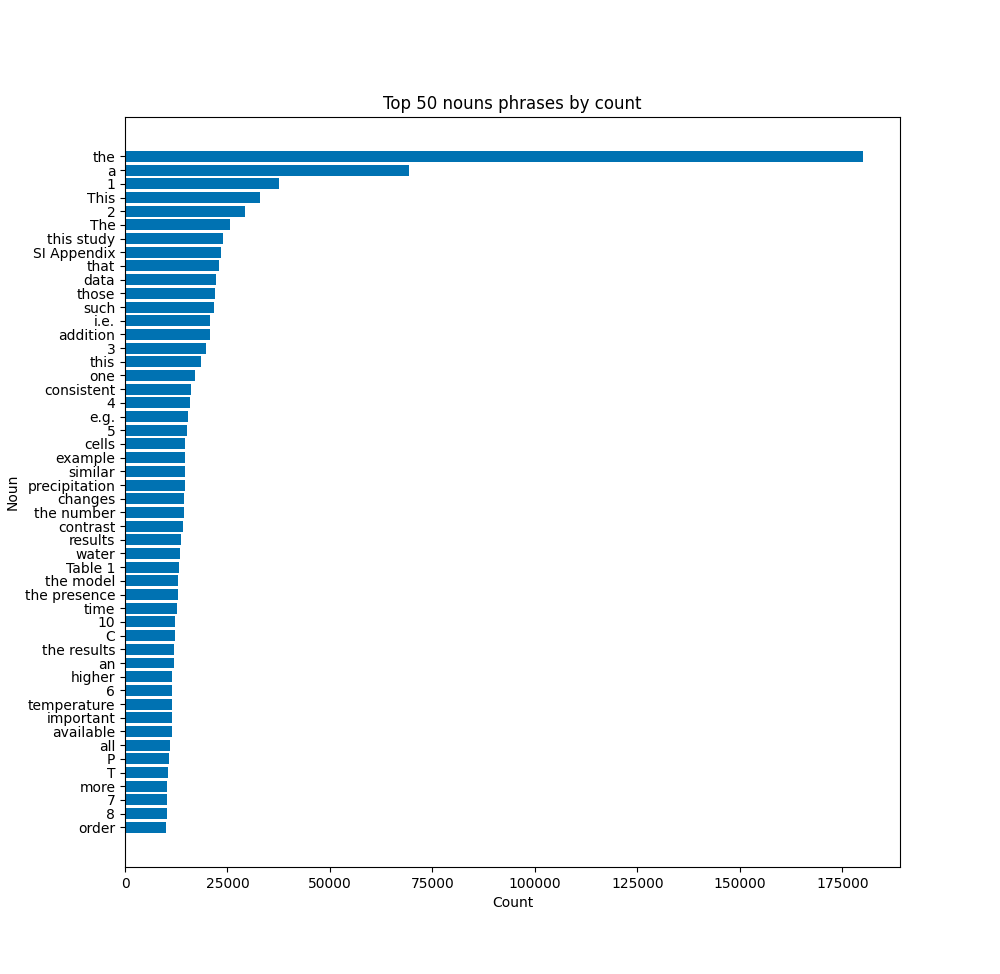 Top 50 nouns phrases by count
the
a
1
This
2
The
this study
SI Appendix
that
data
those
such
i.e.
addition
3
this
one
consistent
4
e.g.
5
cells
example
similar
precipitation
changes
the number
contrast
results
water
Table 1
the model
the presence
time
10
C
the results
an
higher
6
temperature
important
available
all
P
T
more
7
8
order
Noun
0 25000 50000 75000 100000 125000 150000 175000
Count